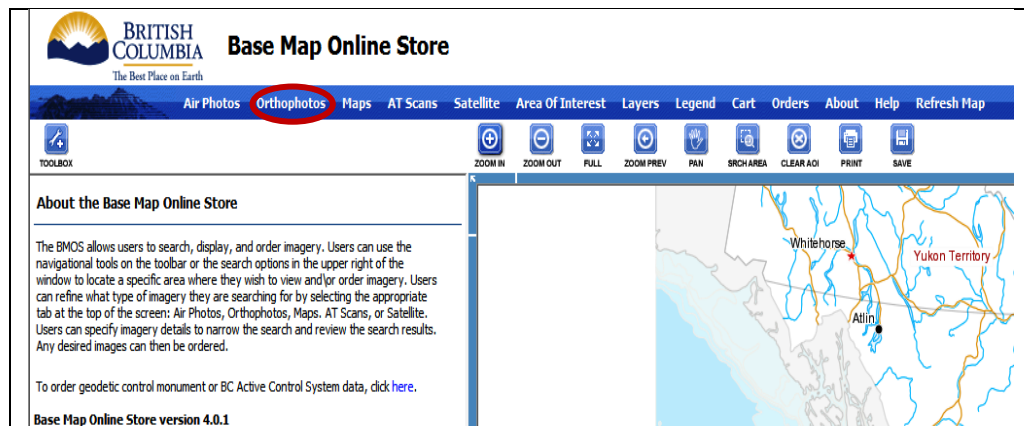 BRITISH
COLUMBIA
The Best Place on Earth
Base Map Online Store
Air Photos Orthophotos Maps AT Scans Satellite Area Of Interest Layers Legend Cart Orders About Help Refresh Map
TOOLBOX
ZOOM IN ZOOM OUT FULL ZOOM PREV PAN SRCH AREA CLEAR AOI PRINT SAVE
About the Base Map Online Store
The BMOS allows users to search, display, and order imagery. Users can use the
navigational tools on the toolbar or the search options in the upper right of the
window to locate a specific area where they wish to view and\or order imagery. Users
can refine what type of imagery they are searching for by selecting the appropriate
tab at the top of the screen: Air Photos, Orthophotos, Maps. AT Scans, or Satellite.
Users can specify imagery details to narrow the search and review the search results.
Any desired images can then be ordered.
To order geodetic control monument or BC Active Control System data, click here.
Base Map Online Store version 4.0.1
Whitehorse
Yukon Territory
Atlin